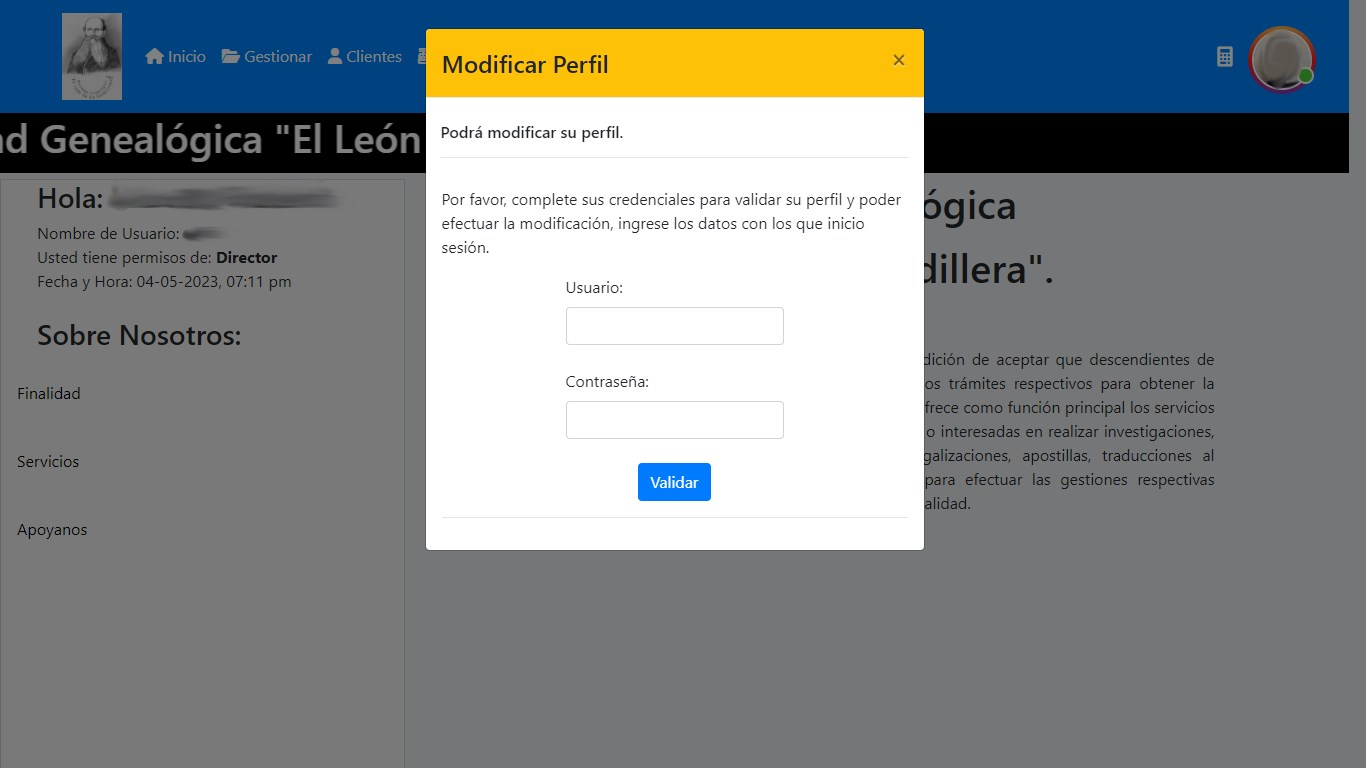 Inicio
Gestionar
Clientes
Modificar Perfil
×
Genealógica "El León
Podrá modificar su perfil.
Por favor, complete sus credenciales para validar su perfil y poder
efectuar la modificación, ingrese los datos con los que inicio
sesión.
Usuario:
Contraseña:
Validar
Hola:
Nombre de Usuario:
Usted tiene permisos de: Director
Fecha y Hora: 04-05-2023, 07:11 pm
Sobre Nosotros:
Finalidad
Servicios
Apoyanos
ógica
dillera".
dición de aceptar que descendientes de
os trámites respectivos para obtener la
frece como función principal los servicios
o interesadas en realizar investigaciones,
galizaciones, apostillas, traducciones al
para efectuar las gestiones respectivas
alidad.